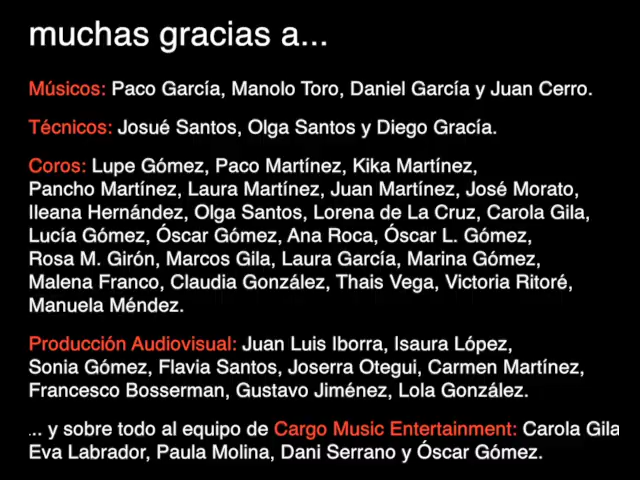 muchas gracias a...
Músicos: Paco García, Manolo Toro, Daniel García y Juan Cerro.
Técnicos: Josué Santos, Olga Santos y Diego Gracía.
Coros: Lupe Gómez, Paco Martínez, Kika Martínez,
Pancho Martínez, Laura Martínez, Juan Martínez, José Morato,
Ileana Hernández, Olga Santos, Lorena de La Cruz, Carola Gila,
Lucía Gómez, Óscar Gómez, Ana Roca, Óscar L. Gómez,
Rosa M. Girón, Marcos Gila, Laura García, Marina Gómez,
Malena Franco, Claudia González, Thais Vega, Victoria Ritoré,
Manuela Méndez.
Producción Audiovisual: Juan Luis Iborra, Isaura López,
Sonia Gómez, Flavia Santos, Joserra Otegui, Carmen Martínez,
Francesco Bosserman, Gustavo Jiménez, Lola González.
... y sobre todo al equipo de Cargo Music Entertainment: Carola Gila
Eva Labrador, Paula Molina, Dani Serrano y Óscar Gómez.